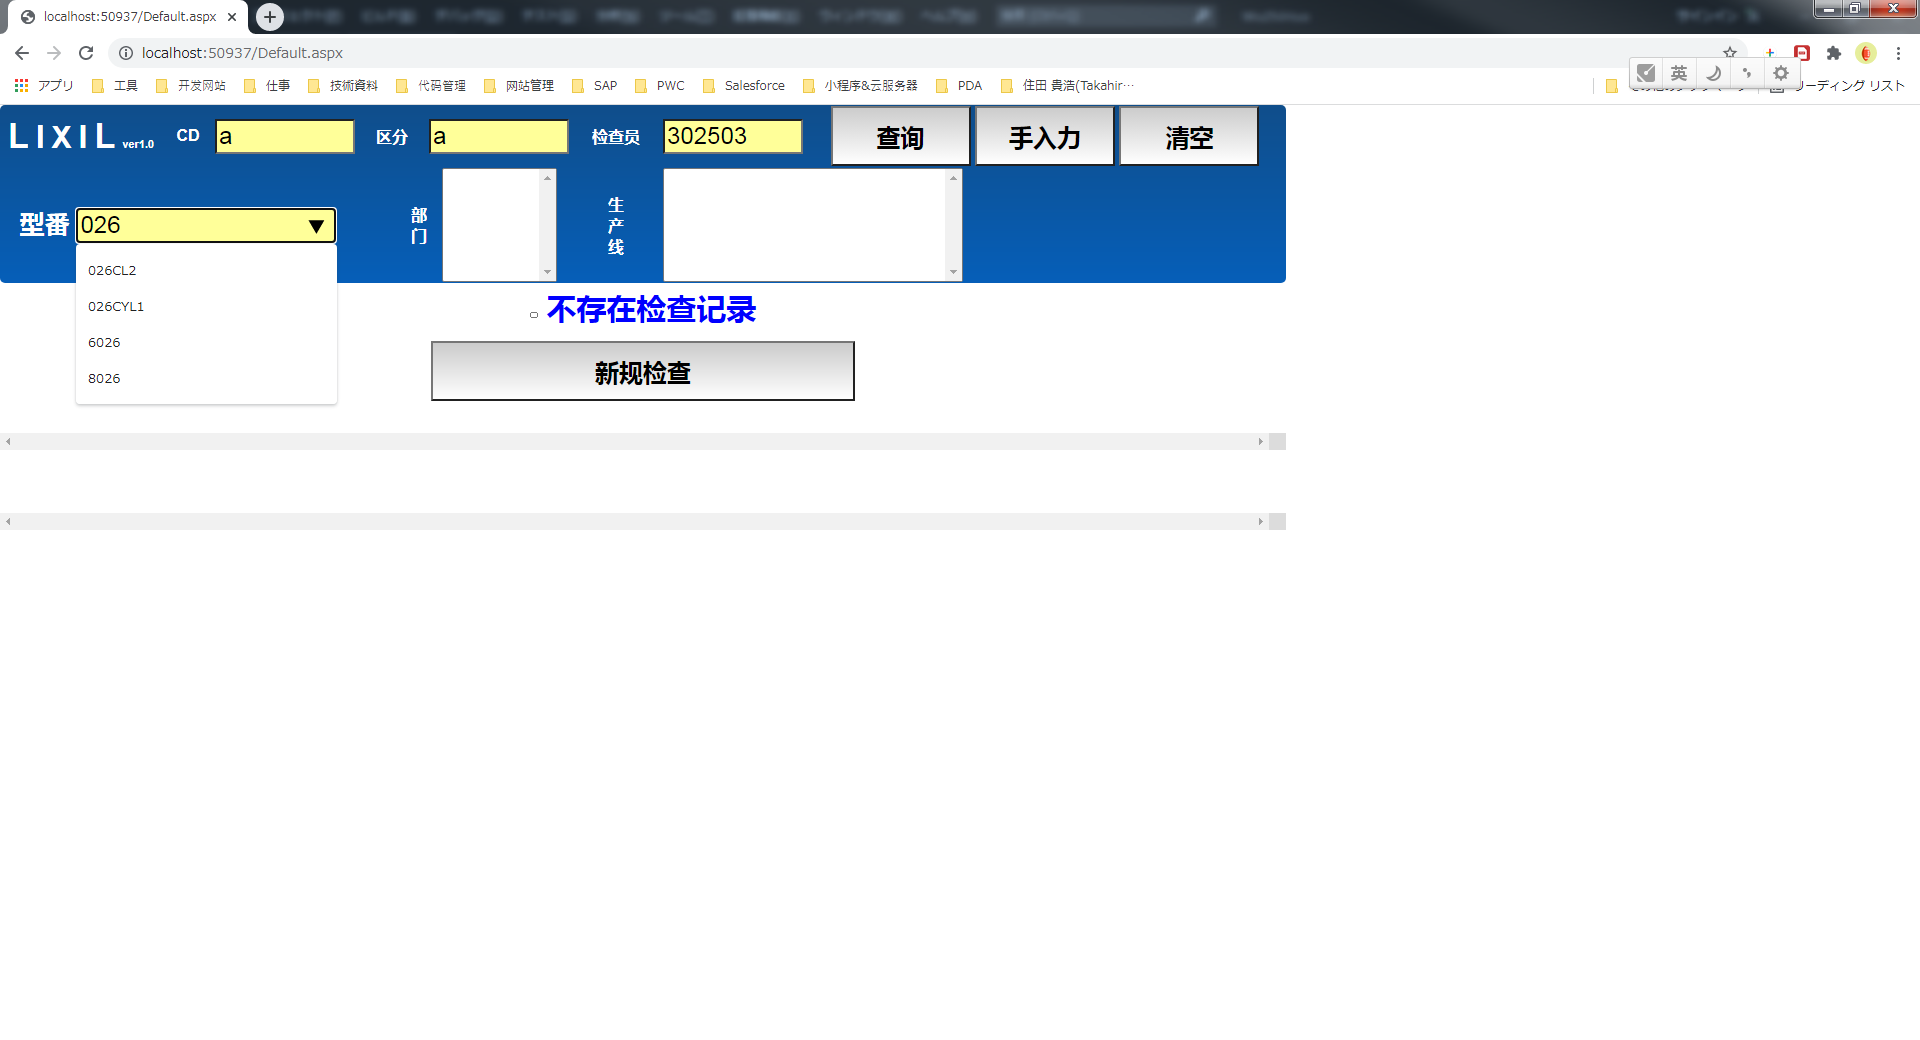 localhost:50937/Default.aspx
localhost:50937/Default.aspx
英
アプリ 工具 开发网站 仕事 技術資料 代码管理 网站管理 SAP PWC Salesforce 小程序&云服务器 PDA 住田 貴浩(Takahir… リーディング リスト
LIXIL ver1.0 CD a 区分 a 检查员 302503 查询 手入力 清空
型番 026 ▼ 部门 生产线
026CL2
026CYL1
6026
8026
不存在检查记录
新规检查